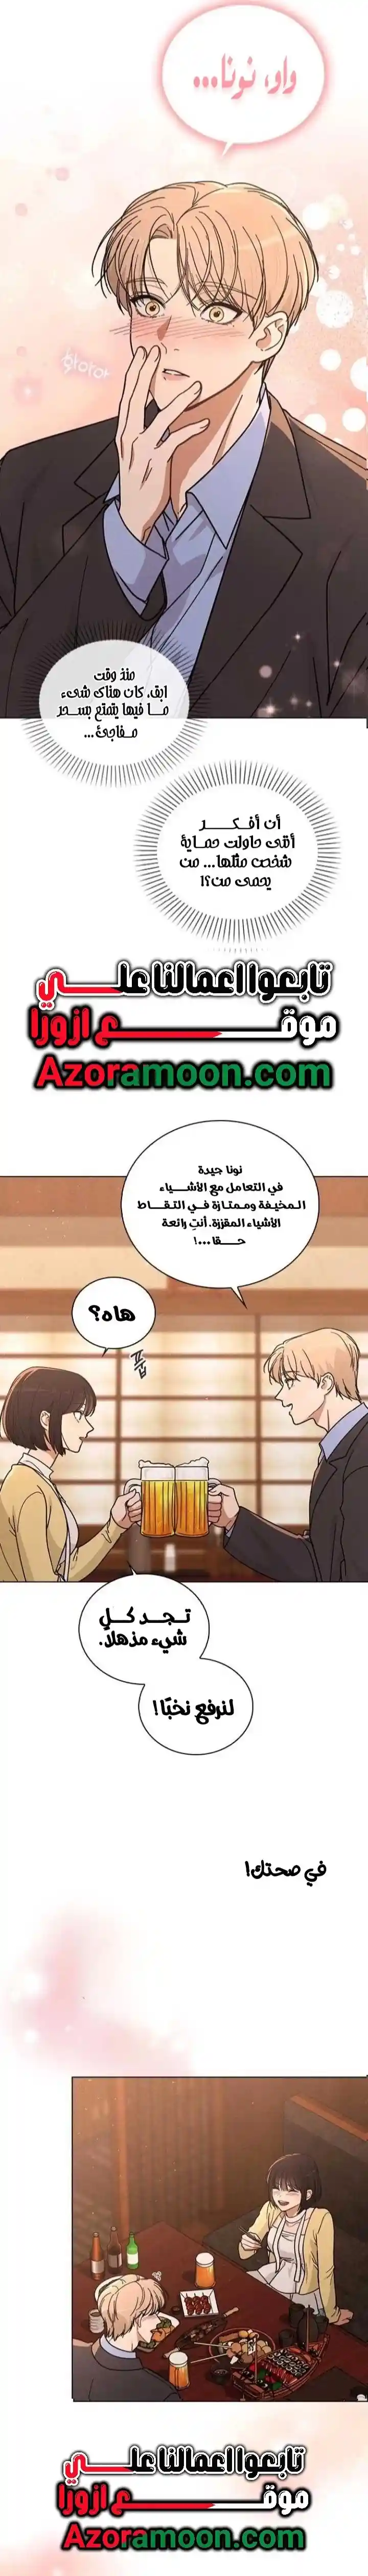 واو، نونا...
منذ وقت
ابق، كان هناك شيء
ما فيها يتمتع بسحر
مفاجئ...
أن أفكر
أنني حاولت حماية
شخص مثلها... من
يحمي من؟!
تابعوا اعمالنا علي
موقع ازورا
Azoramoon.com
نونا جيدة
في التعامل مع الأشياء
المخيفة وممتازة في التقاط
الأشياء المقززة. أنتِ رائعة
حقا...!
هاه؟
تجد كل
شيء مذهلاً.
لنرفع نخبًا!
في صحتك!
تابعوا اعمالنا علي
موقع ازورا
Azoramoon.com